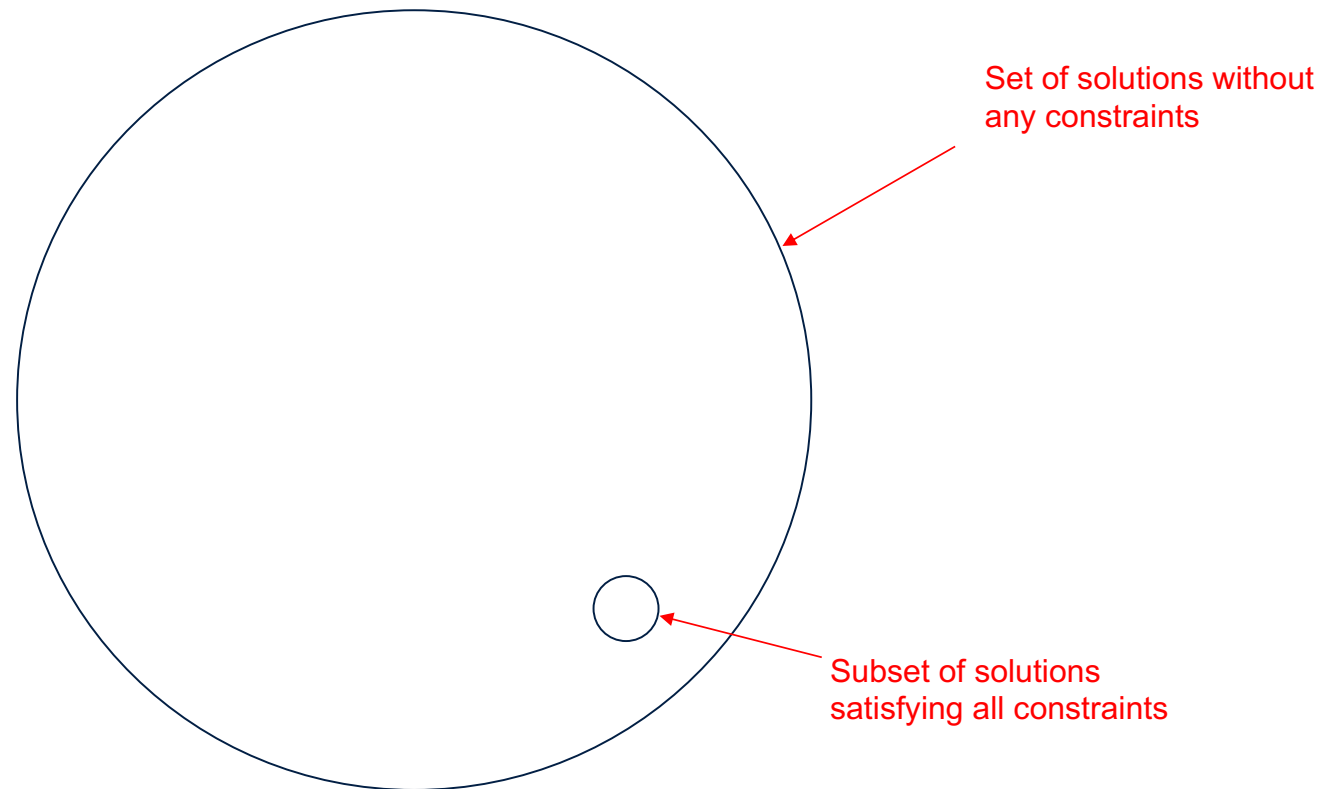 Set of solutions without
any constraints
Subset of solutions
satisfying all constraints